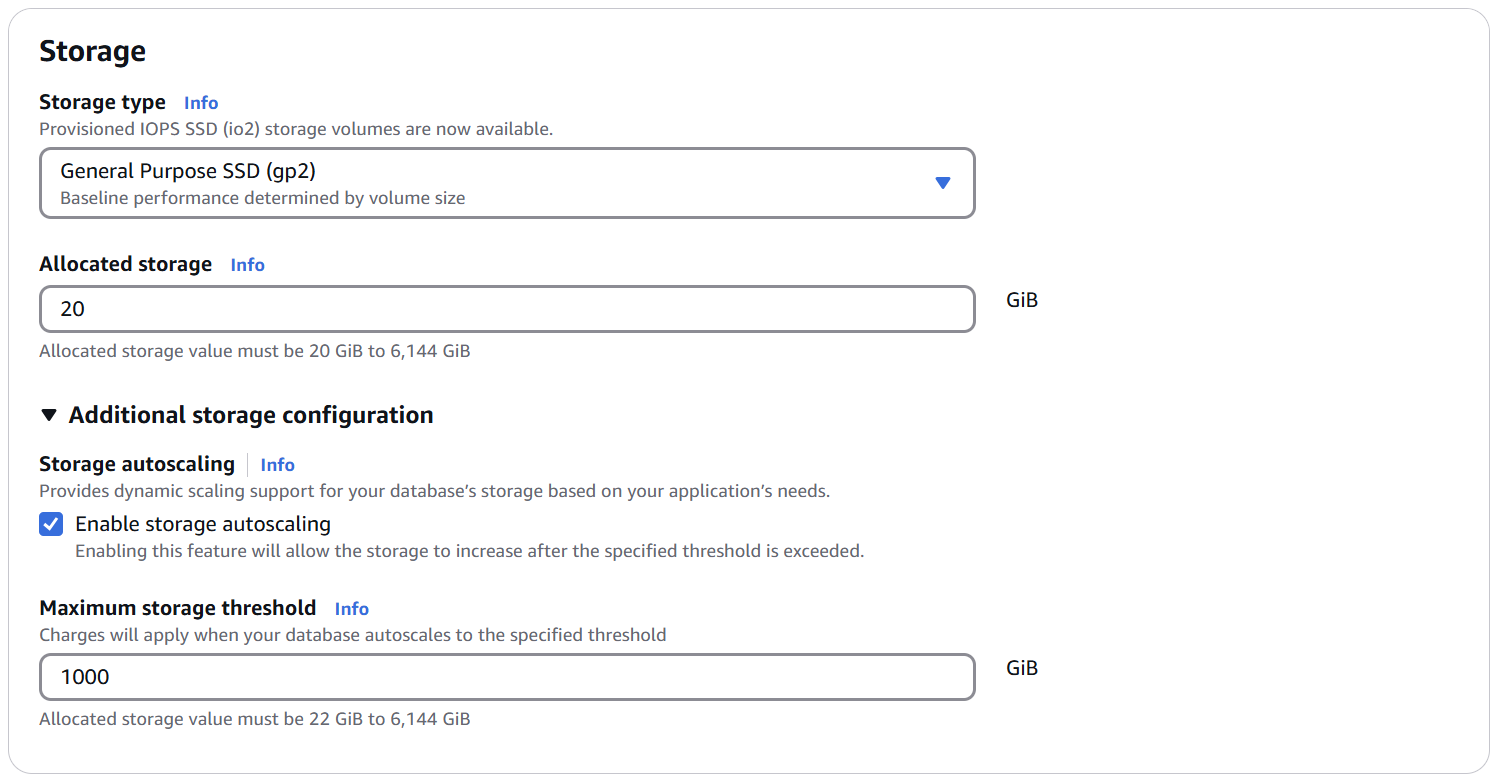 Storage
Storage type Info
Provisioned IOPS SSD (io2) storage volumes are now available.
General Purpose SSD (gp2)
Baseline performance determined by volume size
Allocated storage Info
20 GiB
Allocated storage value must be 20 GiB to 6,144 GiB
Additional storage configuration
Storage autoscaling Info
Provides dynamic scaling support for your database’s storage based on your application’s needs.
Enable storage autoscaling
Enabling this feature will allow the storage to increase after the specified threshold is exceeded.
Maximum storage threshold Info
Charges will apply when your database autoscales to the specified threshold
1000 GiB
Allocated storage value must be 22 GiB to 6,144 GiB